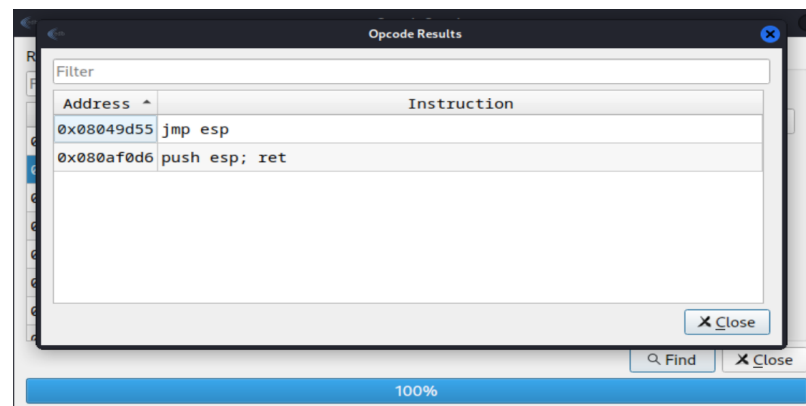 Opcode Results
R
Filter
F
Address Instruction
0x08049d55 jmp esp
0x080af0d6 push esp; ret
Close
Find Close
100%